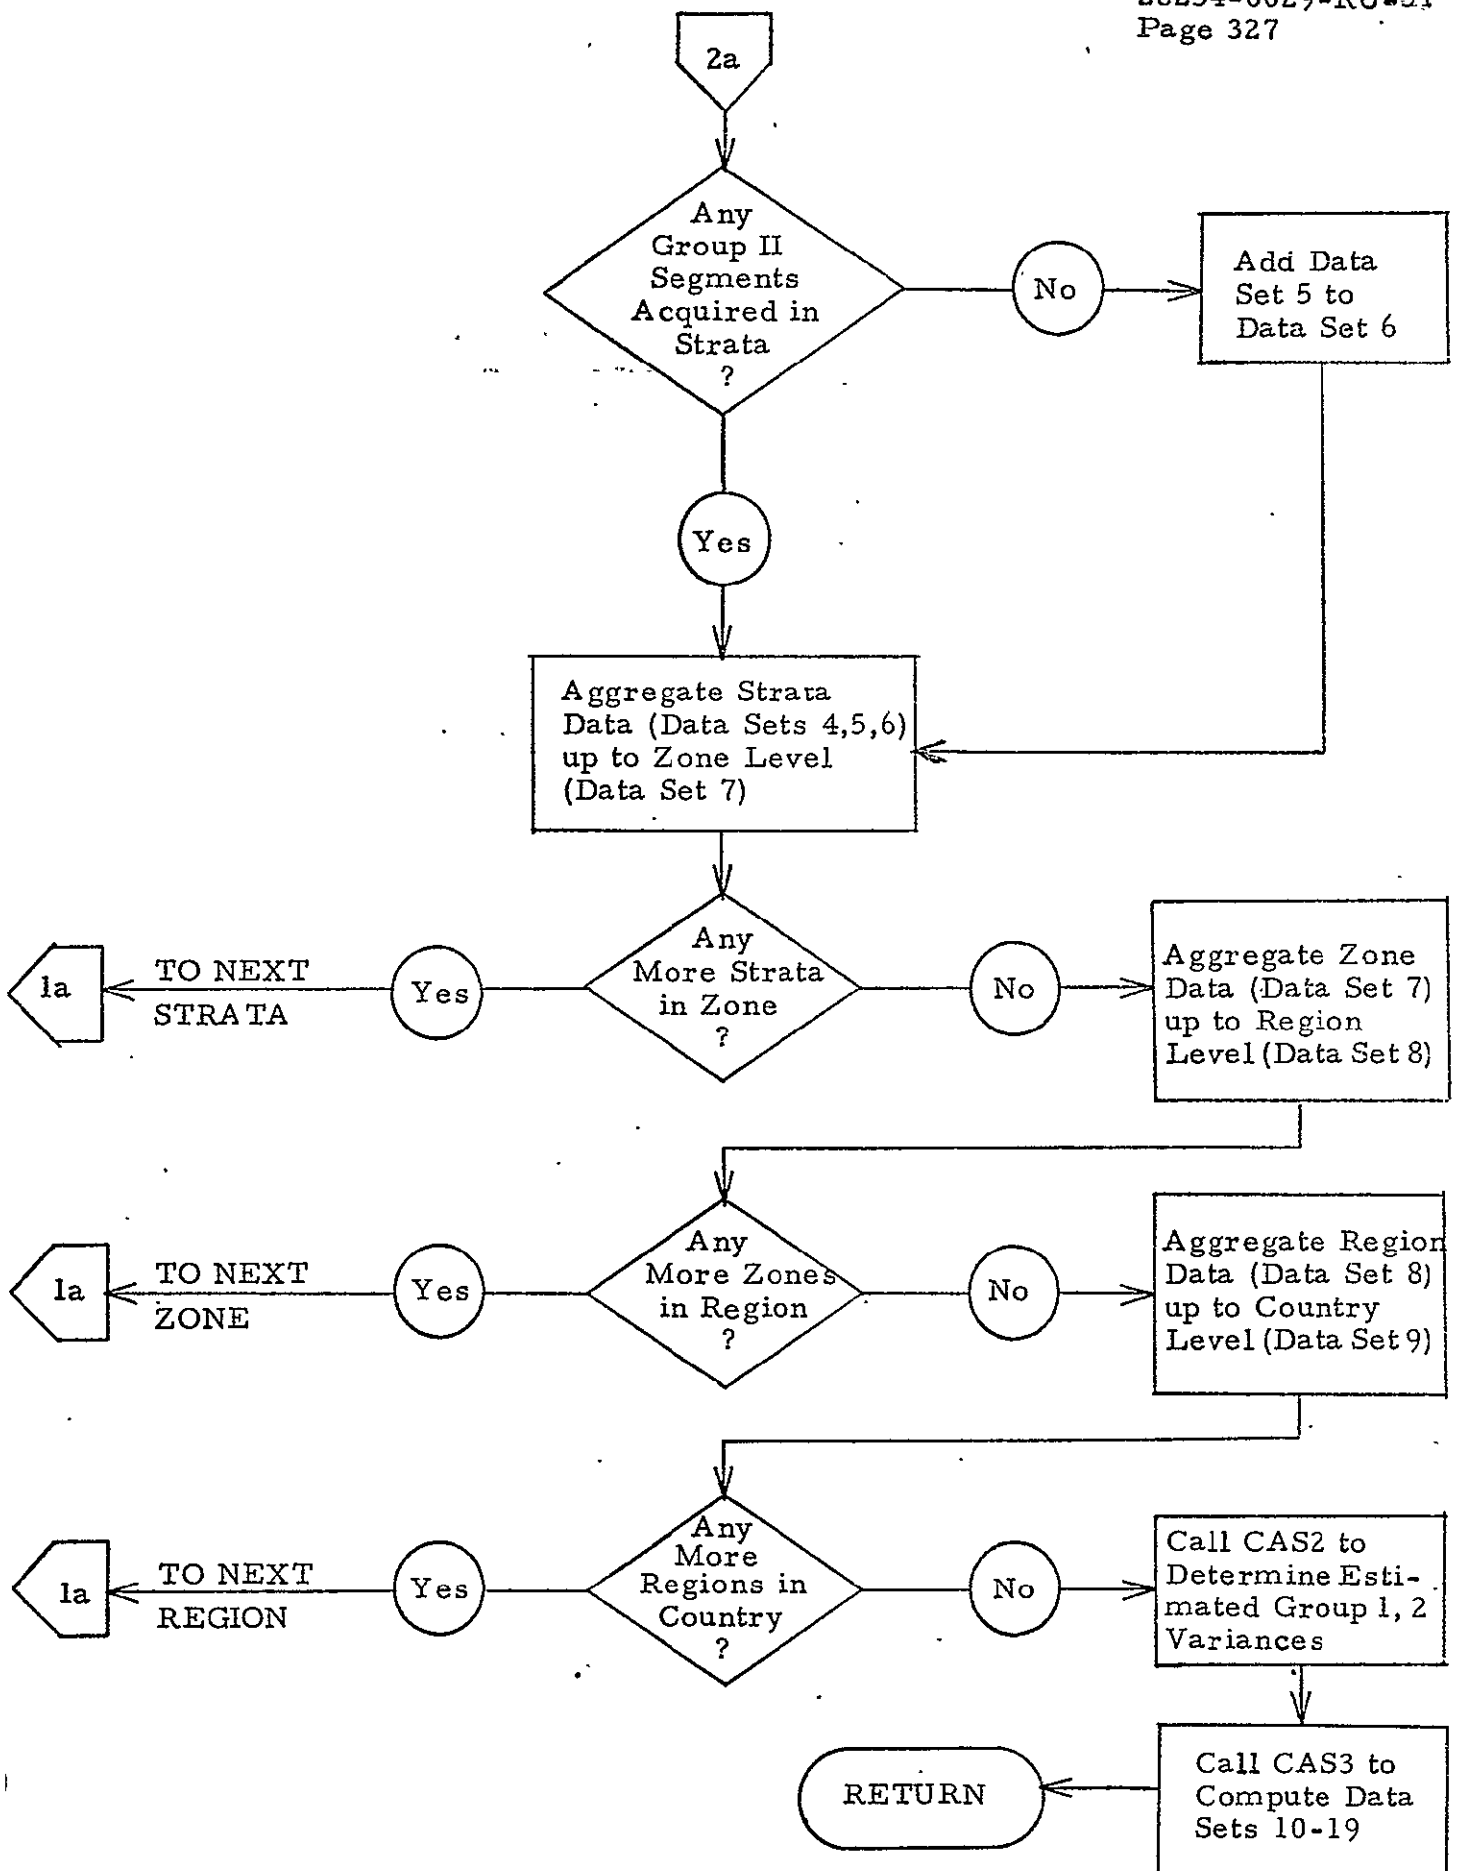 Page 327
2a
Any
Group II
Segments
Acquired in
Strata
?
No
Add Data
Set 5 to
Data Set 6
Yes
Aggregate Strata
Data (Data Sets 4,5,6)
up to Zone Level
(Data Set 7)
Any
More Strata
in Zone
?
Yes
TO NEXT
STRATA
1a
No
Aggregate Zone
Data (Data Set 7)
up to Region
Level (Data Set 8)
Any
More Zones
in Region
?
Yes
TO NEXT
ZONE
1a
No
Aggregate Region
Data (Data Set 8)
up to Country
Level (Data Set 9)
Any
More
Regions in
Country
?
Yes
TO NEXT
REGION
1a
No
Call CAS2 to
Determine Esti-
mated Group 1, 2
Variances
Call CAS3 to
Compute Data
Sets 10-19
RETURN